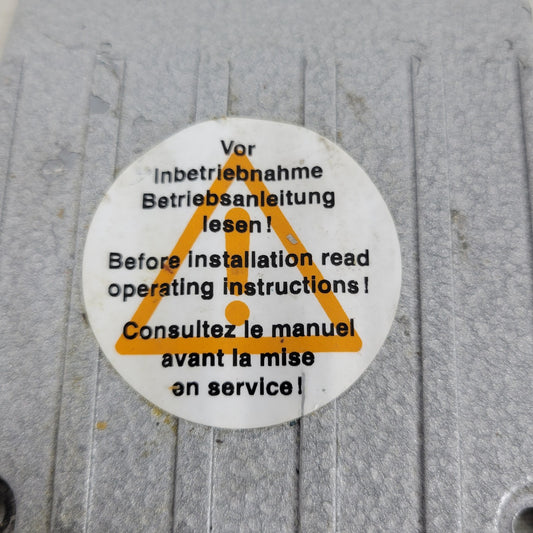 Vor
Inbetriebnahme
Betriebsanleitung
lesen!
Before installation read
operating instructions!
Consultez le manuel
avant la mise
en service!